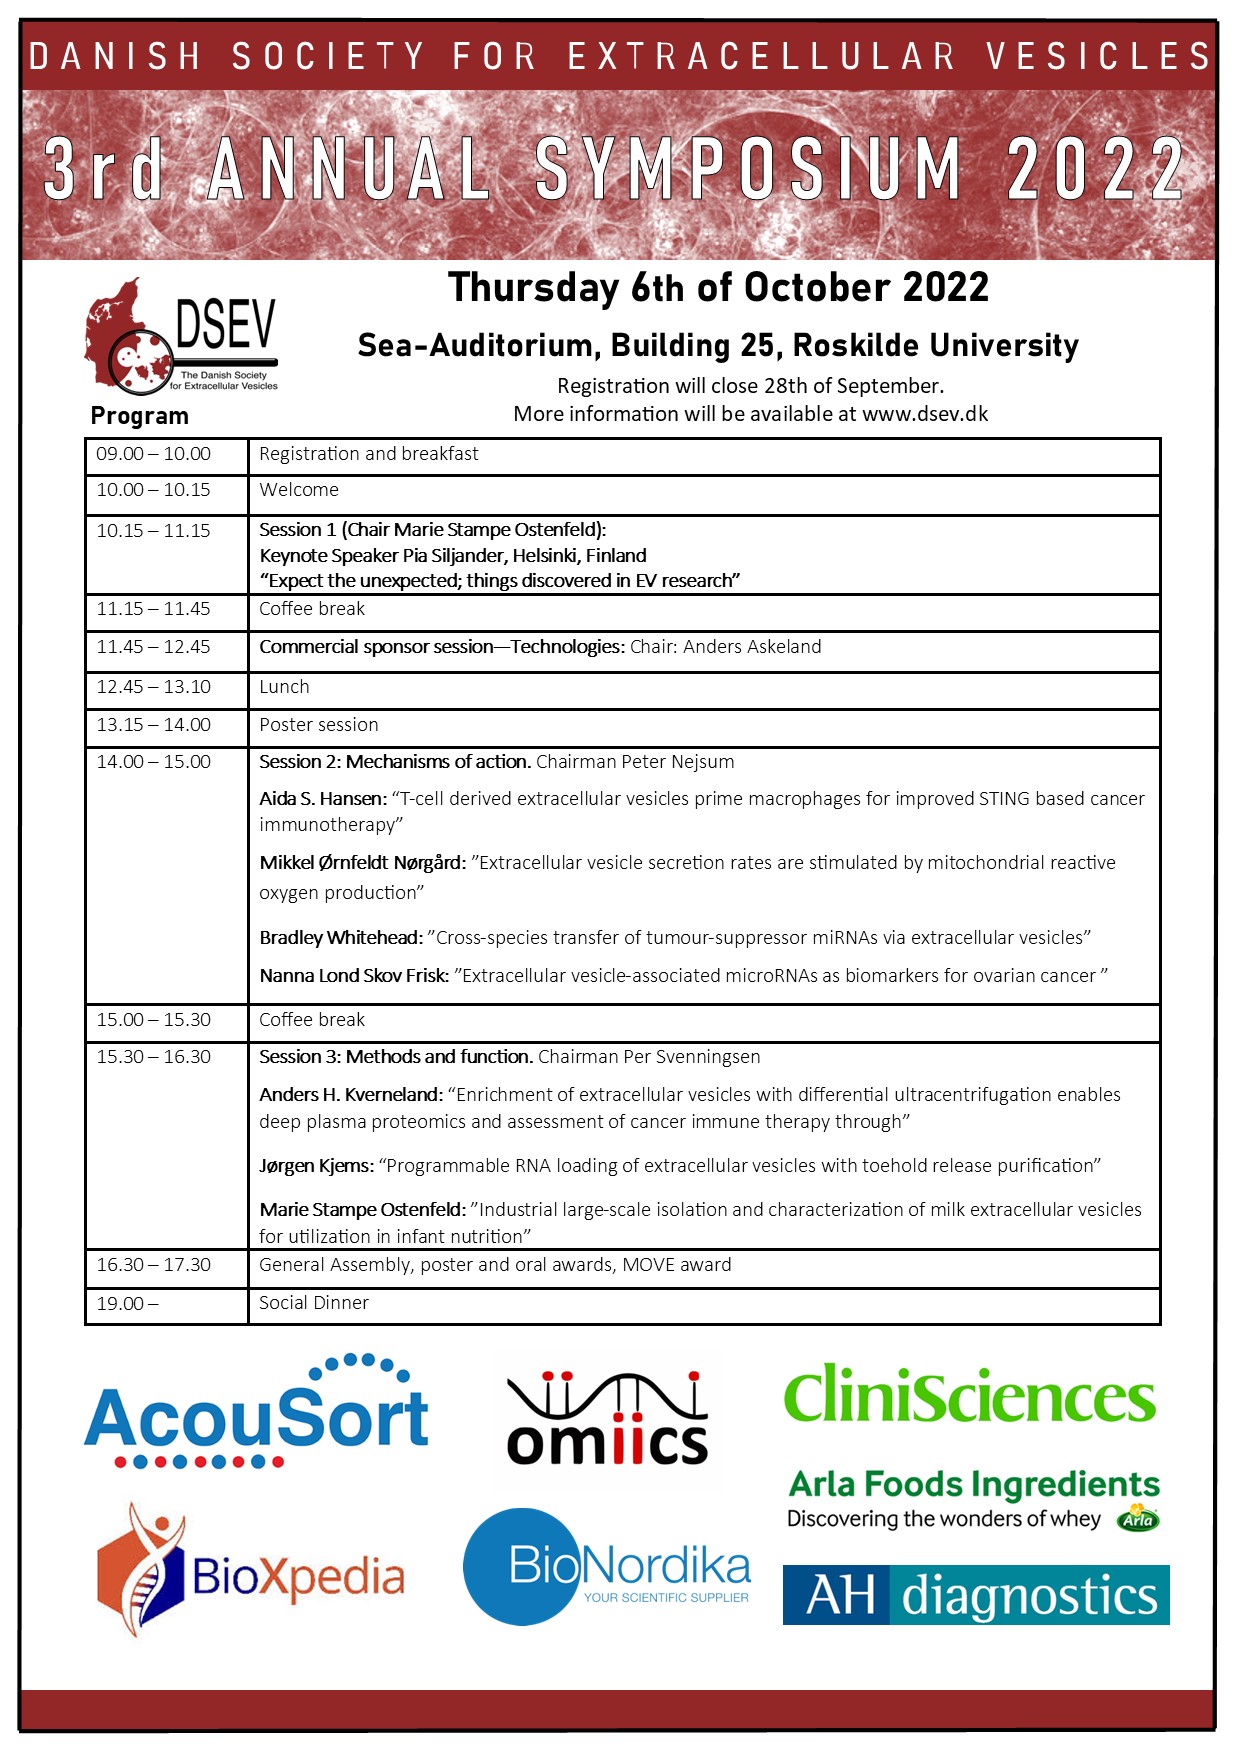 DANISH SOCIETY FOR EXTRACELLULAR VESICLES
3rd ANNUAL SYMPOSIUM 2022
DSEV
The Danish Society
for Extracellular Vesicles
Thursday 6th of October 2022
Sea-Auditorium, Building 25, Roskilde University
Registration will close 28th of September.
More information will be available at www.dsev.dk
Program
09.00 – 10.00 Registration and breakfast
10.00 – 10.15 Welcome
10.15 – 11.15 Session 1 (Chair Marie Stampe Ostenfeld):
Keynote Speaker Pia Siljander, Helsinki, Finland
“Expect the unexpected; things discovered in EV research”
11.15 – 11.45 Coffee break
11.45 – 12.45 Commercial sponsor session—Technologies: Chair: Anders Askeland
12.45 – 13.10 Lunch
13.15 – 14.00 Poster session
14.00 – 15.00 Session 2: Mechanisms of action. Chairman Peter Nejsum
Aida S. Hansen: “T-cell derived extracellular vesicles prime macrophages for improved STING based cancer
immunotherapy”
Mikkel Ørnfeldt Nørgård: ”Extracellular vesicle secretion rates are stimulated by mitochondrial reactive
oxygen production”
Bradley Whitehead: ”Cross-species transfer of tumour-suppressor miRNAs via extracellular vesicles”
Nanna Lond Skov Frisk: ”Extracellular vesicle-associated microRNAs as biomarkers for ovarian cancer ”
15.00 – 15.30 Coffee break
15.30 – 16.30 Session 3: Methods and function. Chairman Per Svenningsen
Anders H. Kverneland: “Enrichment of extracellular vesicles with differential ultracentrifugation enables
deep plasma proteomics and assessment of cancer immune therapy through”
Jørgen Kjems: “Programmable RNA loading of extracellular vesicles with toehold release purification”
Marie Stampe Ostenfeld: ”Industrial large-scale isolation and characterization of milk extracellular vesicles
for utilization in infant nutrition”
16.30 – 17.30 General Assembly, poster and oral awards, MOVE award
19.00 – Social Dinner
AcouSort
omiics
CliniSciences
Arla Foods Ingredients
Discovering the wonders of whey
Arla
BioXpedia
BioNordika
YOUR SCIENTIFIC SUPPLIER
AH diagnostics